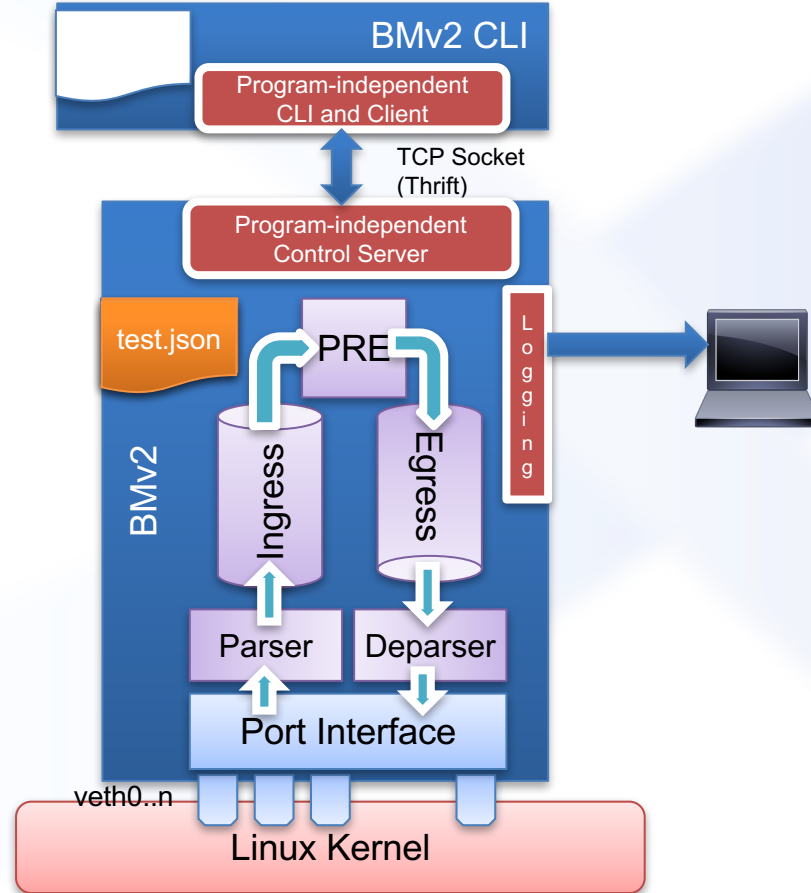 BMv2 CLI
Program-independent
CLI and Client
TCP Socket
(Thrift)
Program-independent
Control Server
test.json
PRE
Logging
BMv2
Ingress
Egress
Parser
Deparser
Port Interface
veth0..n
Linux Kernel